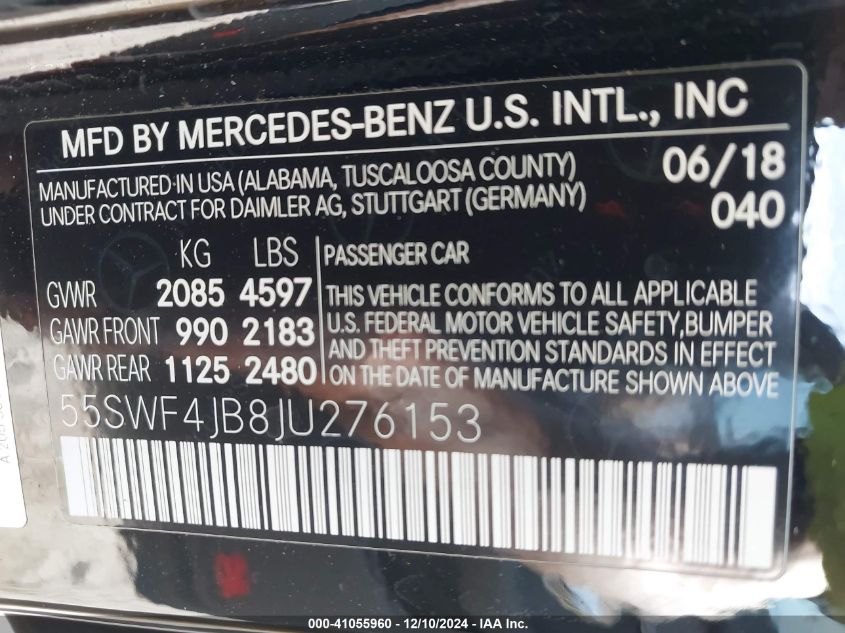 MFD BY MERCEDES-BENZ U.S. INTL., INC
MANUFACTURED IN USA (ALABAMA, TUSCALOOSA COUNTY) 06/18
UNDER CONTRACT FOR DAIMLER AG, STUTTGART (GERMANY) 040
KG LBS PASSENGER CAR
GVWR 2085 4597 THIS VEHICLE CONFORMS TO ALL APPLICABLE
GAWR FRONT 990 2183 U.S. FEDERAL MOTOR VEHICLE SAFETY, BUMPER
GAWR REAR 1125 2480 AND THEFT PREVENTION STANDARDS IN EFFECT
ON THE DATE OF MANUFACTURE SHOWN ABOVE
55SWF4JB8JU276153
000-41055960 - 12/10/2024 - IAA Inc.